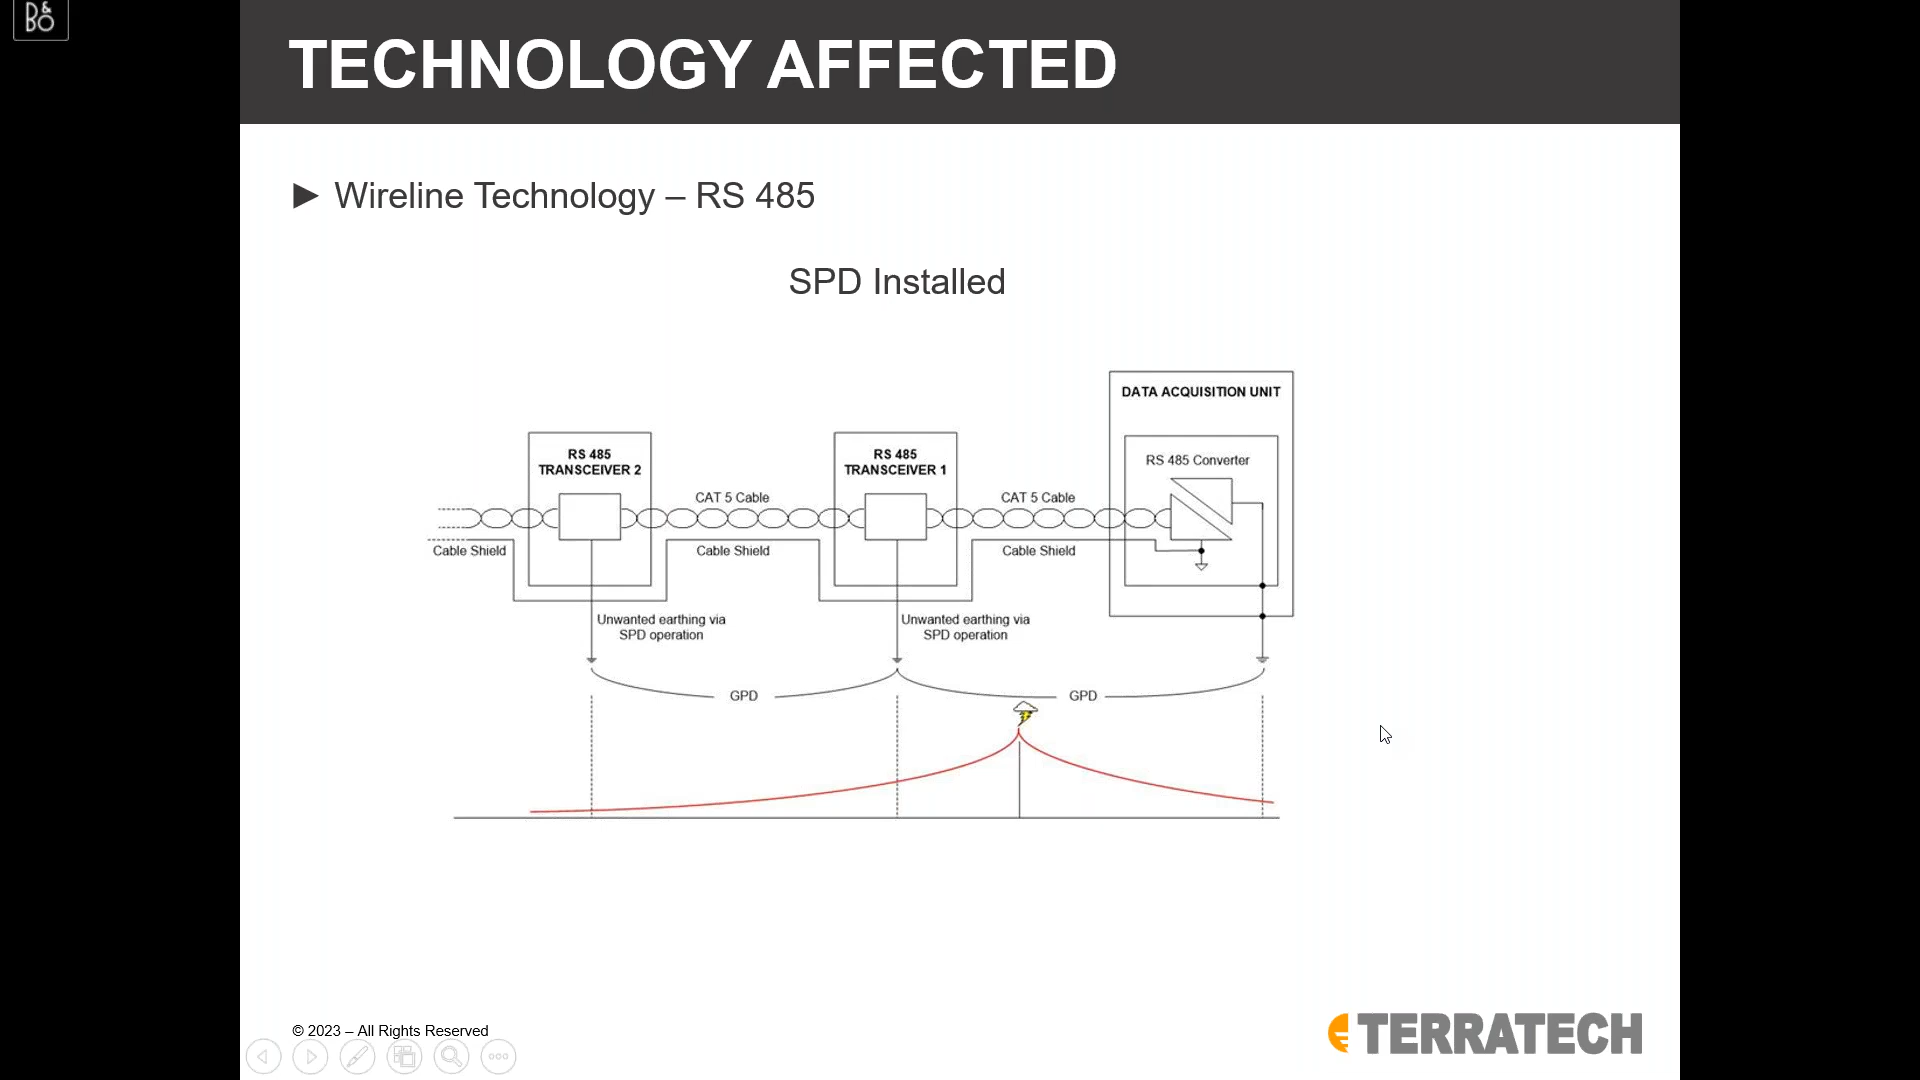 B&O
TECHNOLOGY AFFECTED
► Wireline Technology – RS 485
SPD Installed
DATA ACQUISITION UNIT
RS 485
TRANSCEIVER 2
RS 485
TRANSCEIVER 1
RS 485 Converter
CAT 5 Cable
CAT 5 Cable
Cable Shield
Cable Shield
Cable Shield
Unwanted earthing via
SPD operation
Unwanted earthing via
SPD operation
GPD
GPD
© 2023 – All Rights Reserved
TERRATECH